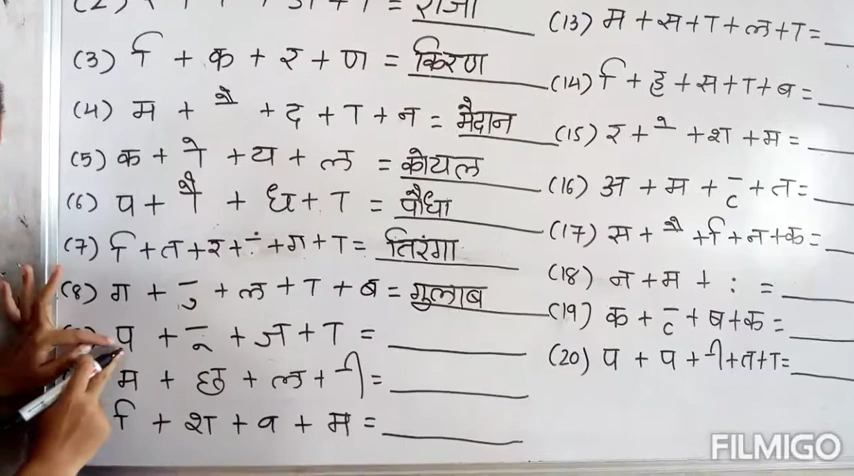 = राजा
(3) ि + क + र + ण = किरण
(4) म + ै + द + ा + न = मैदान
(5) क + ो + य + ल = कोयल
(6) प + ौ + ध + ा = पौधा
(7) ि + त + र + ं + ग + ा = तिरंगा
(8) ग + ु + ल + ा + ब = गुलाब
प + ू + ज + ा = 
म + छ + ल + ी = 
ि + श + व + म = 
(13) म + स + ा + ल + ा = 
(14) ि + ह + स + ा + ब = 
(15) र + े + श + म = 
(16) अ + म + ृ + त = 
(17) स + ै + ि + न + क = 
(18) न + म + : = 
(19) क + ृ + ष + क = 
(20) प + प + ी + त + ा = 
FILMIGO